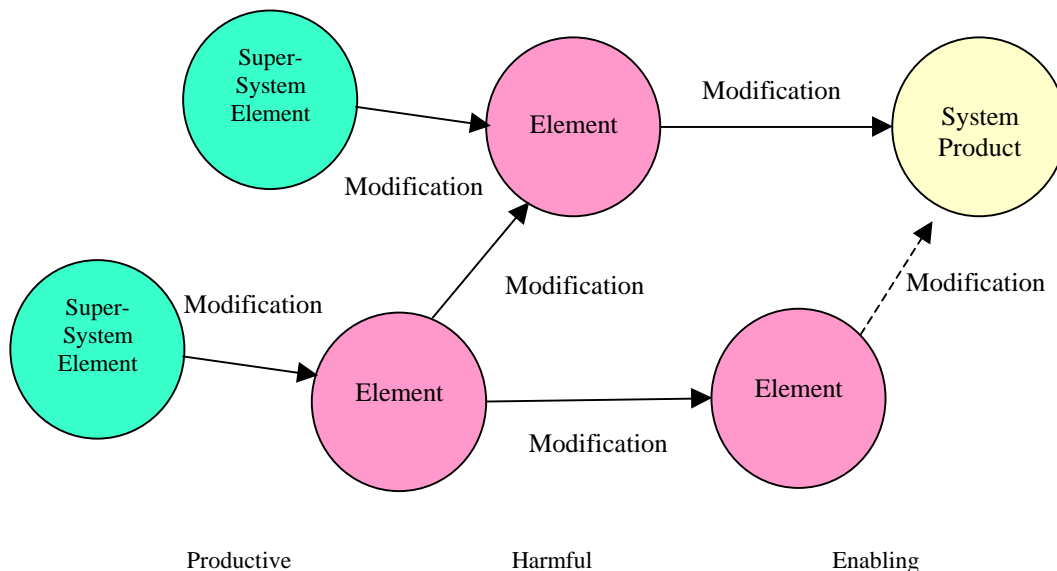 Super-
System
Element
Element
Modification
System
Product
Modification
Super-
System
Element
Modification
Modification
Modification
Element
Element
Modification
Productive Harmful Enabling